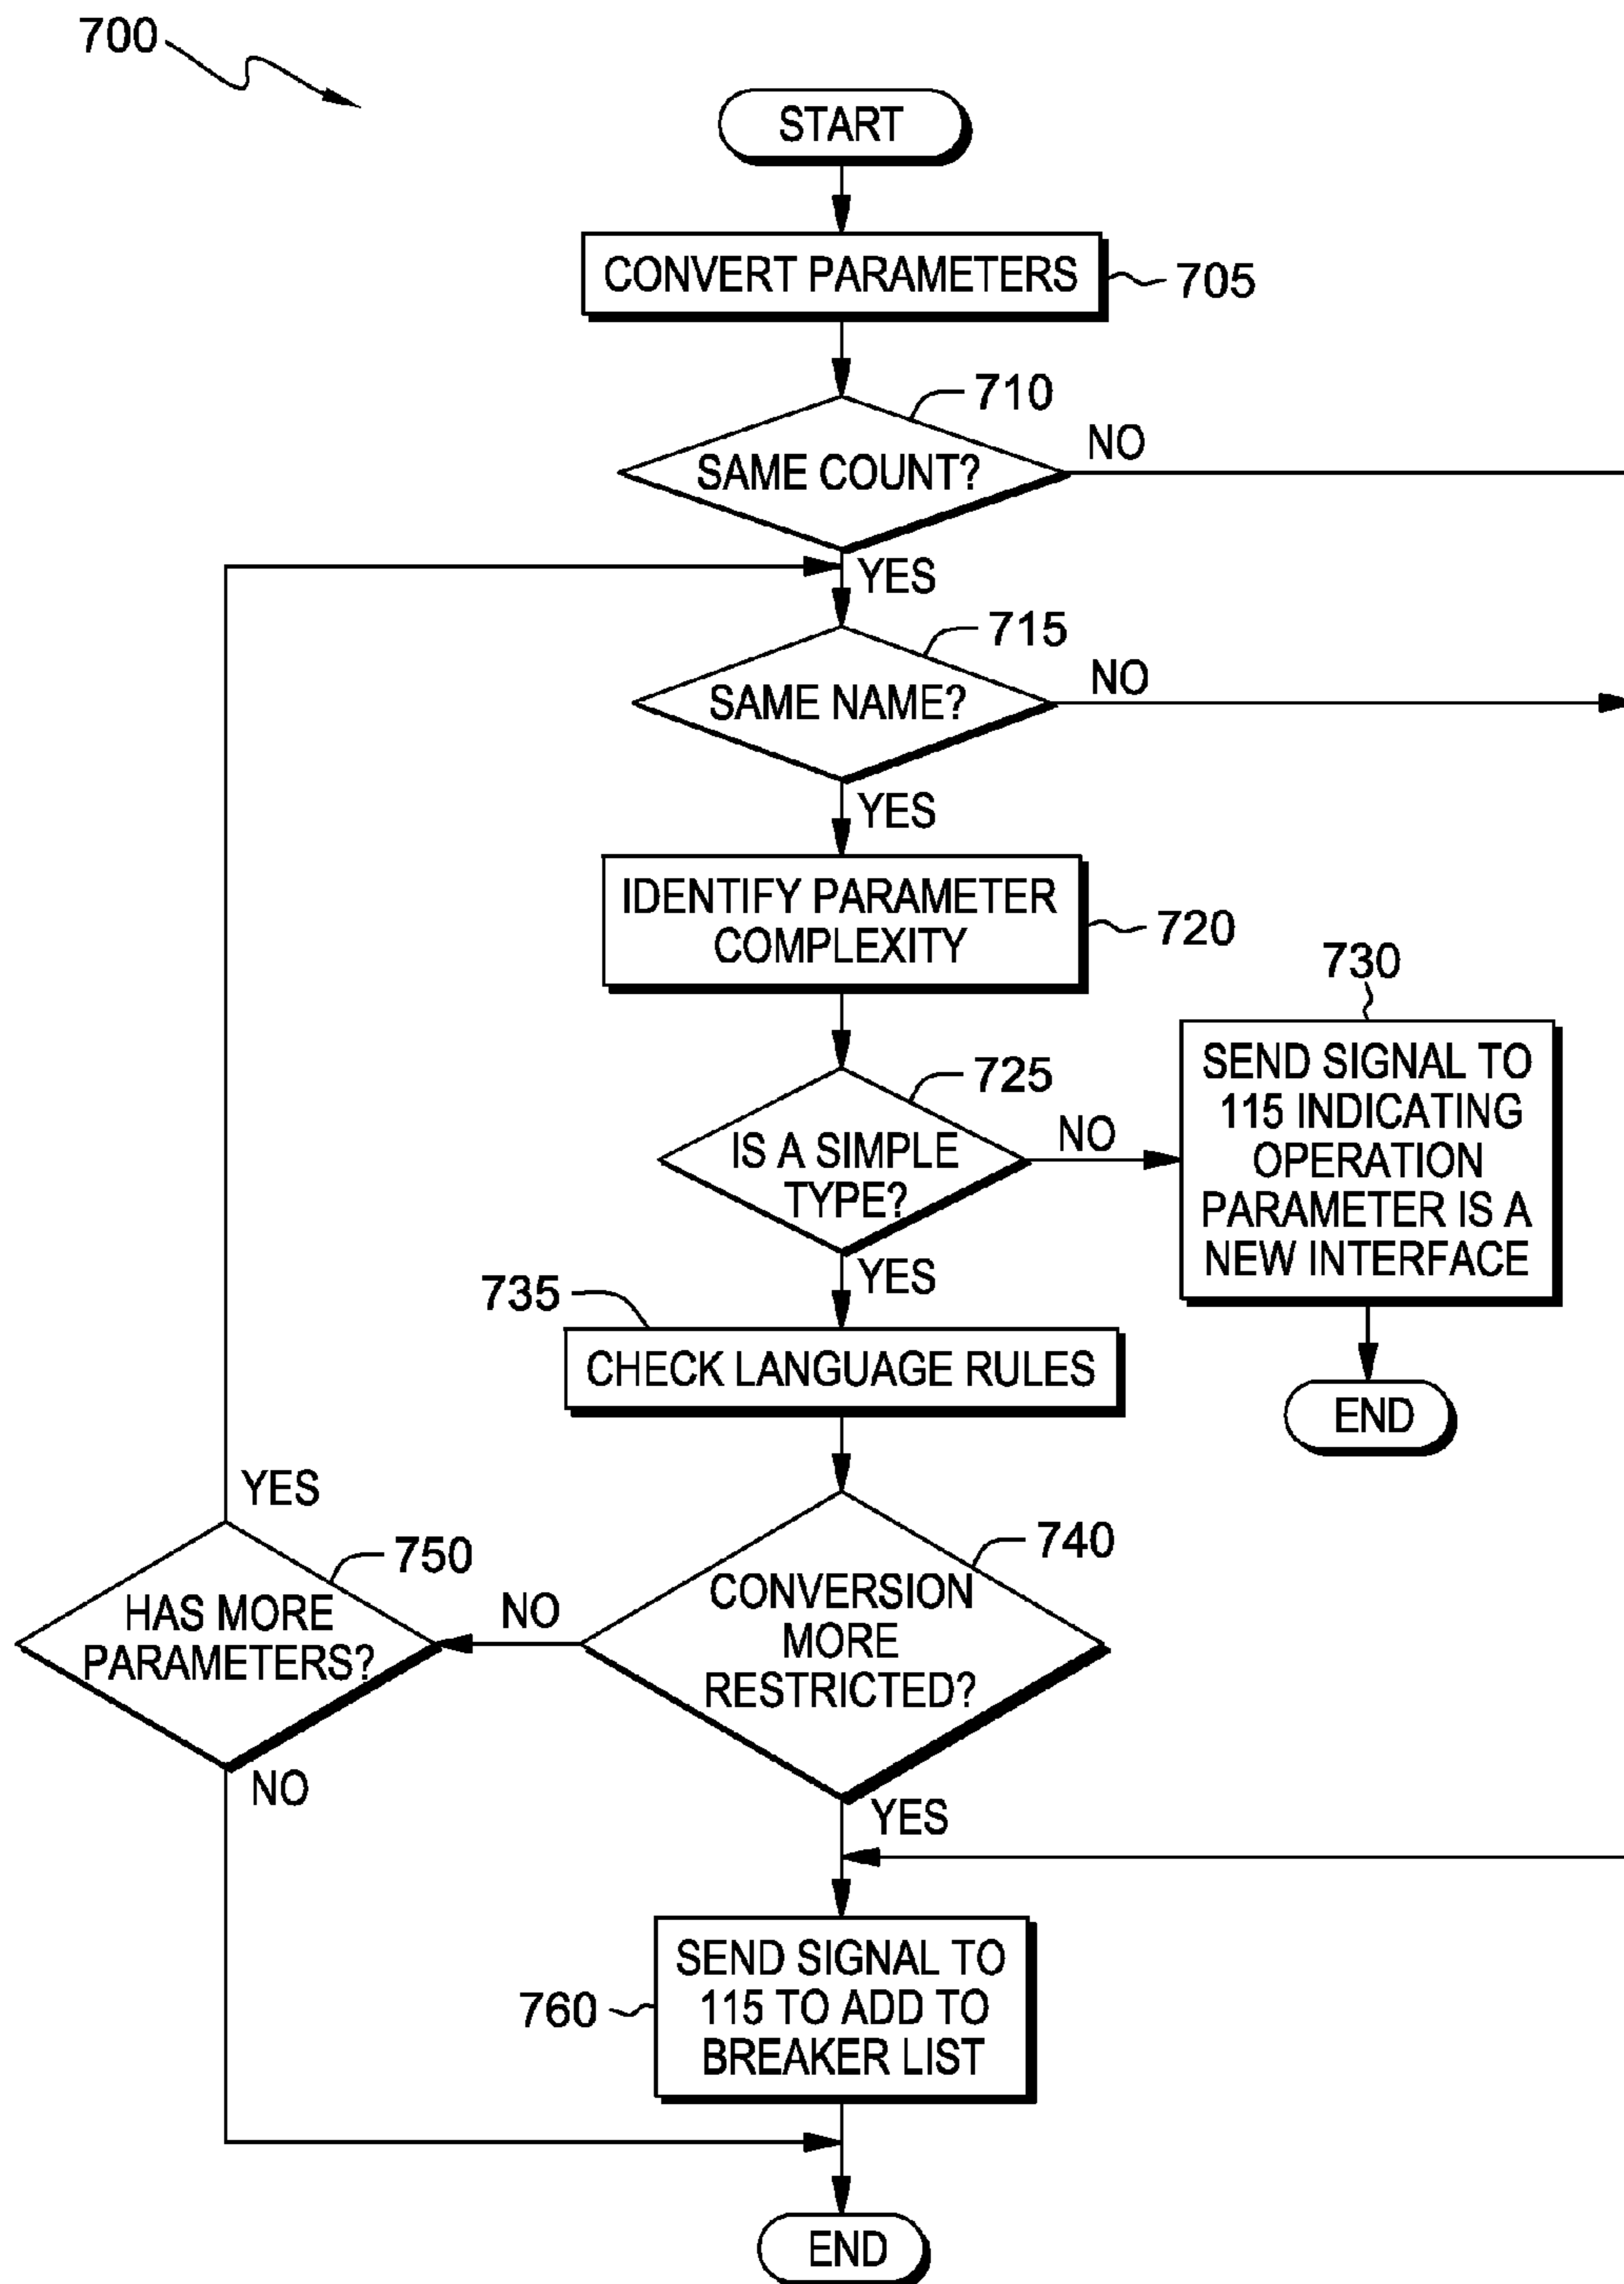 700
START
CONVERT PARAMETERS
705
710
SAME COUNT?
NO
YES
715
SAME NAME?
NO
YES
IDENTIFY PARAMETER
COMPLEXITY
720
730
SEND SIGNAL TO
115 INDICATING
OPERATION
PARAMETER IS A
NEW INTERFACE
725
IS A SIMPLE
TYPE?
NO
YES
END
735
CHECK LANGUAGE RULES
740
CONVERSION
MORE
RESTRICTED?
NO
YES
750
HAS MORE
PARAMETERS?
YES
NO
760
SEND SIGNAL TO
115 TO ADD TO
BREAKER LIST
END